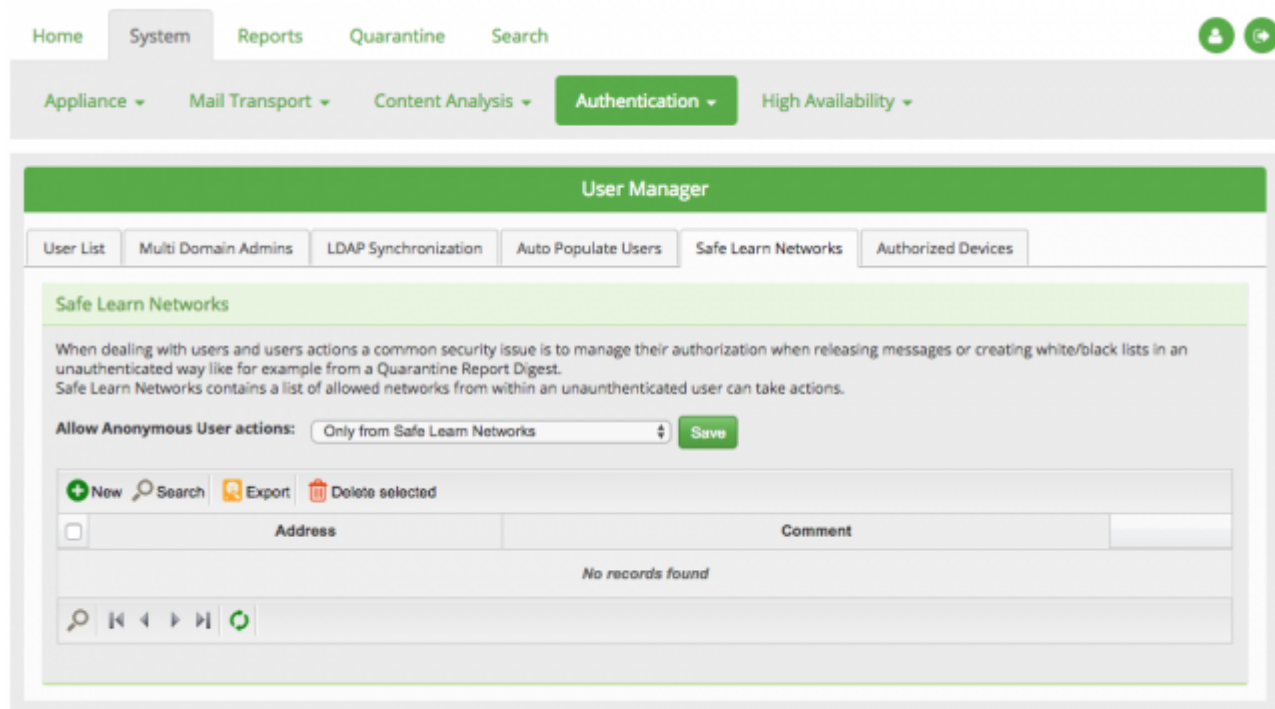 Home System Reports Quarantine Search
Appliance Mail Transport Content Analysis Authentication High Availability
User Manager
User List Multi Domain Admins LDAP Synchronization Auto Populate Users Safe Learn Networks Authorized Devices
Safe Learn Networks
When dealing with users and users actions a common security issue is to manage their authorization when releasing messages or creating white/black lists in an
unauthenticated way like for example from a Quarantine Report Digest.
Safe Learn Networks contains a list of allowed networks from within an unaunthenticated user can take actions.
Allow Anonymous User actions: Only from Safe Learn Networks Save
New Search Export Delete selected
Address Comment
No records found